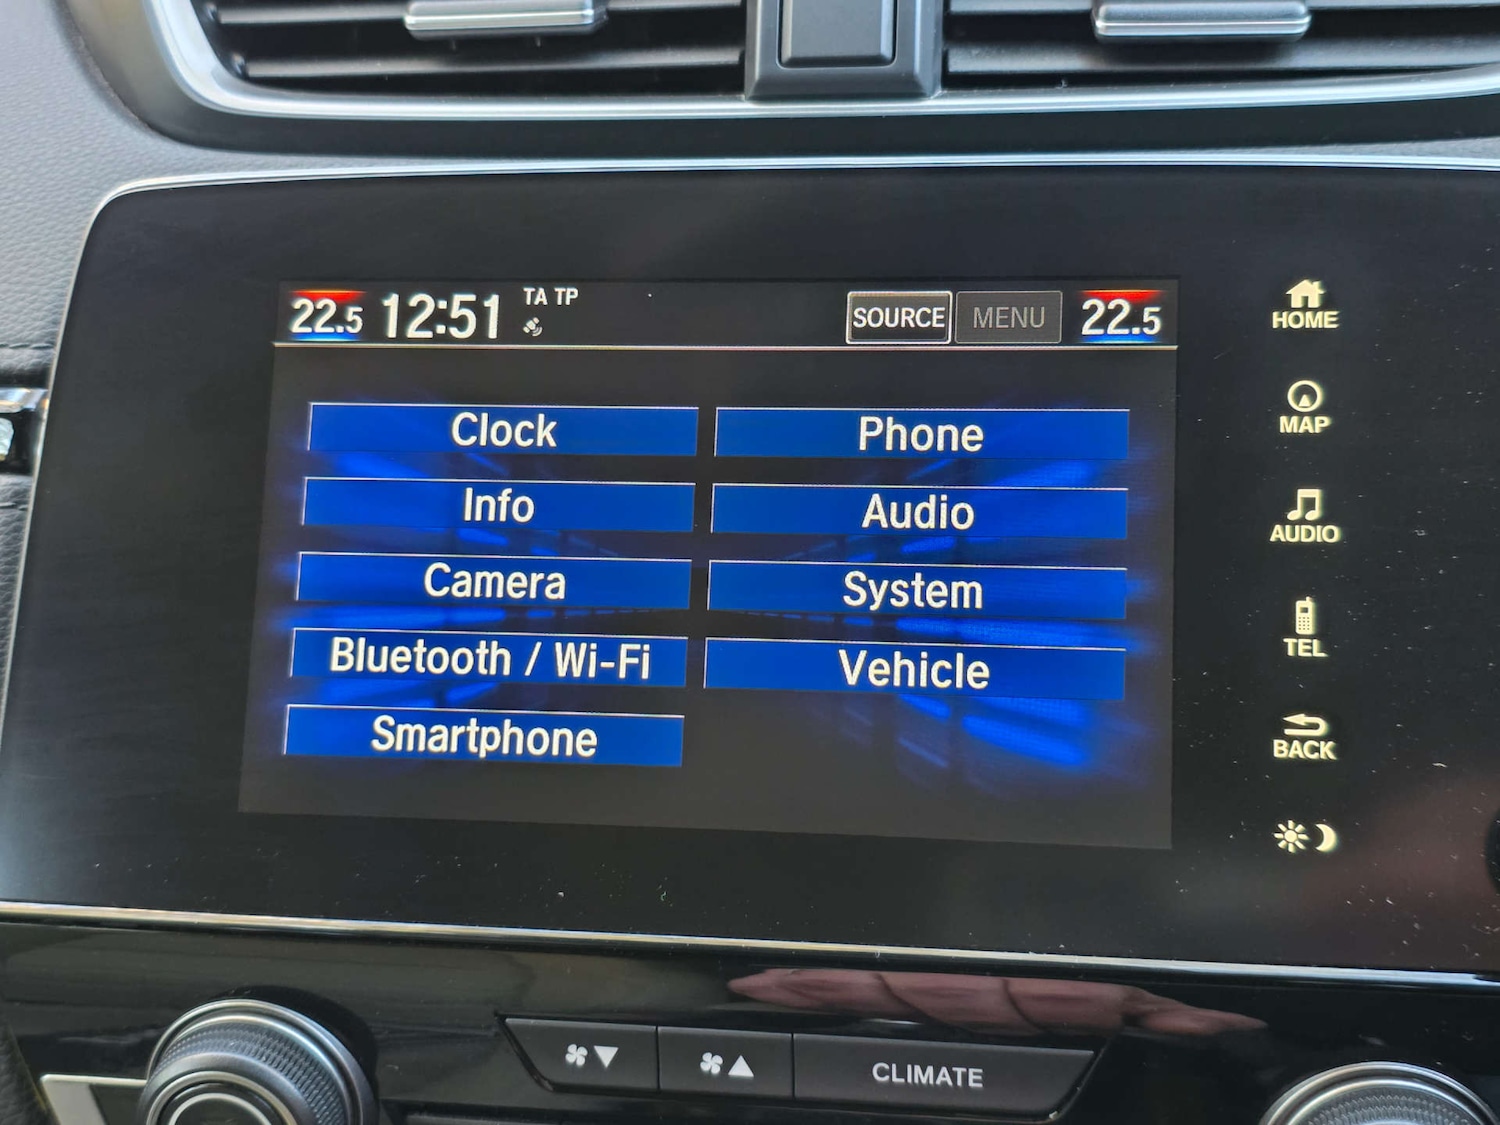 22.5 12:51 TA TP SOURCE MENU 22.5
Clock Phone
Info Audio
Camera System
Bluetooth / Wi-Fi Vehicle
Smartphone
HOME
MAP
AUDIO
TEL
BACK
CLIMATE